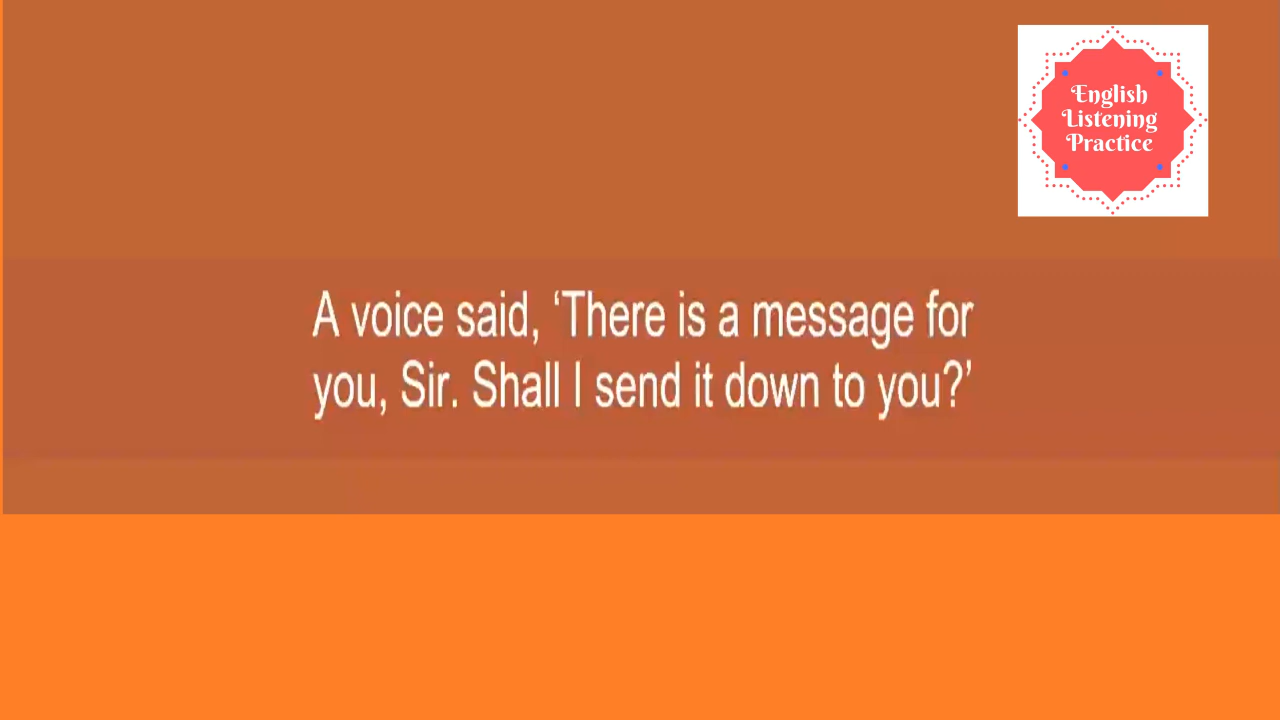 English
Listening
Practice
A voice said, ‘There is a message for
you, Sir. Shall I send it down to you?’